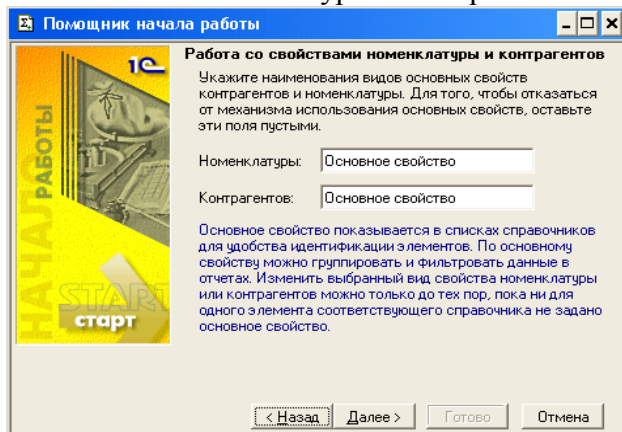 Помощник начала работы
1С
НАЧАЛО
РАБОТЫ
START
старт
Работа со свойствами номенклатуры и контрагентов
Укажите наименования видов основных свойств
контрагентов и номенклатуры. Для того, чтобы отказаться
от механизма использования основных свойств, оставьте
эти поля пустыми.
Номенклатуры: Основное свойство
Контрагентов: Основное свойство
Основное свойство показывается в списках справочников
для удобства идентификации элементов. По основному
свойству можно группировать и фильтровать данные в
отчетах. Изменить выбранный вид свойства номенклатуры
или контрагентов можно только до тех пор, пока ни для
одного элемента соответствующего справочника не задано
основное свойство.
< Назад Далее > Готово Отмена